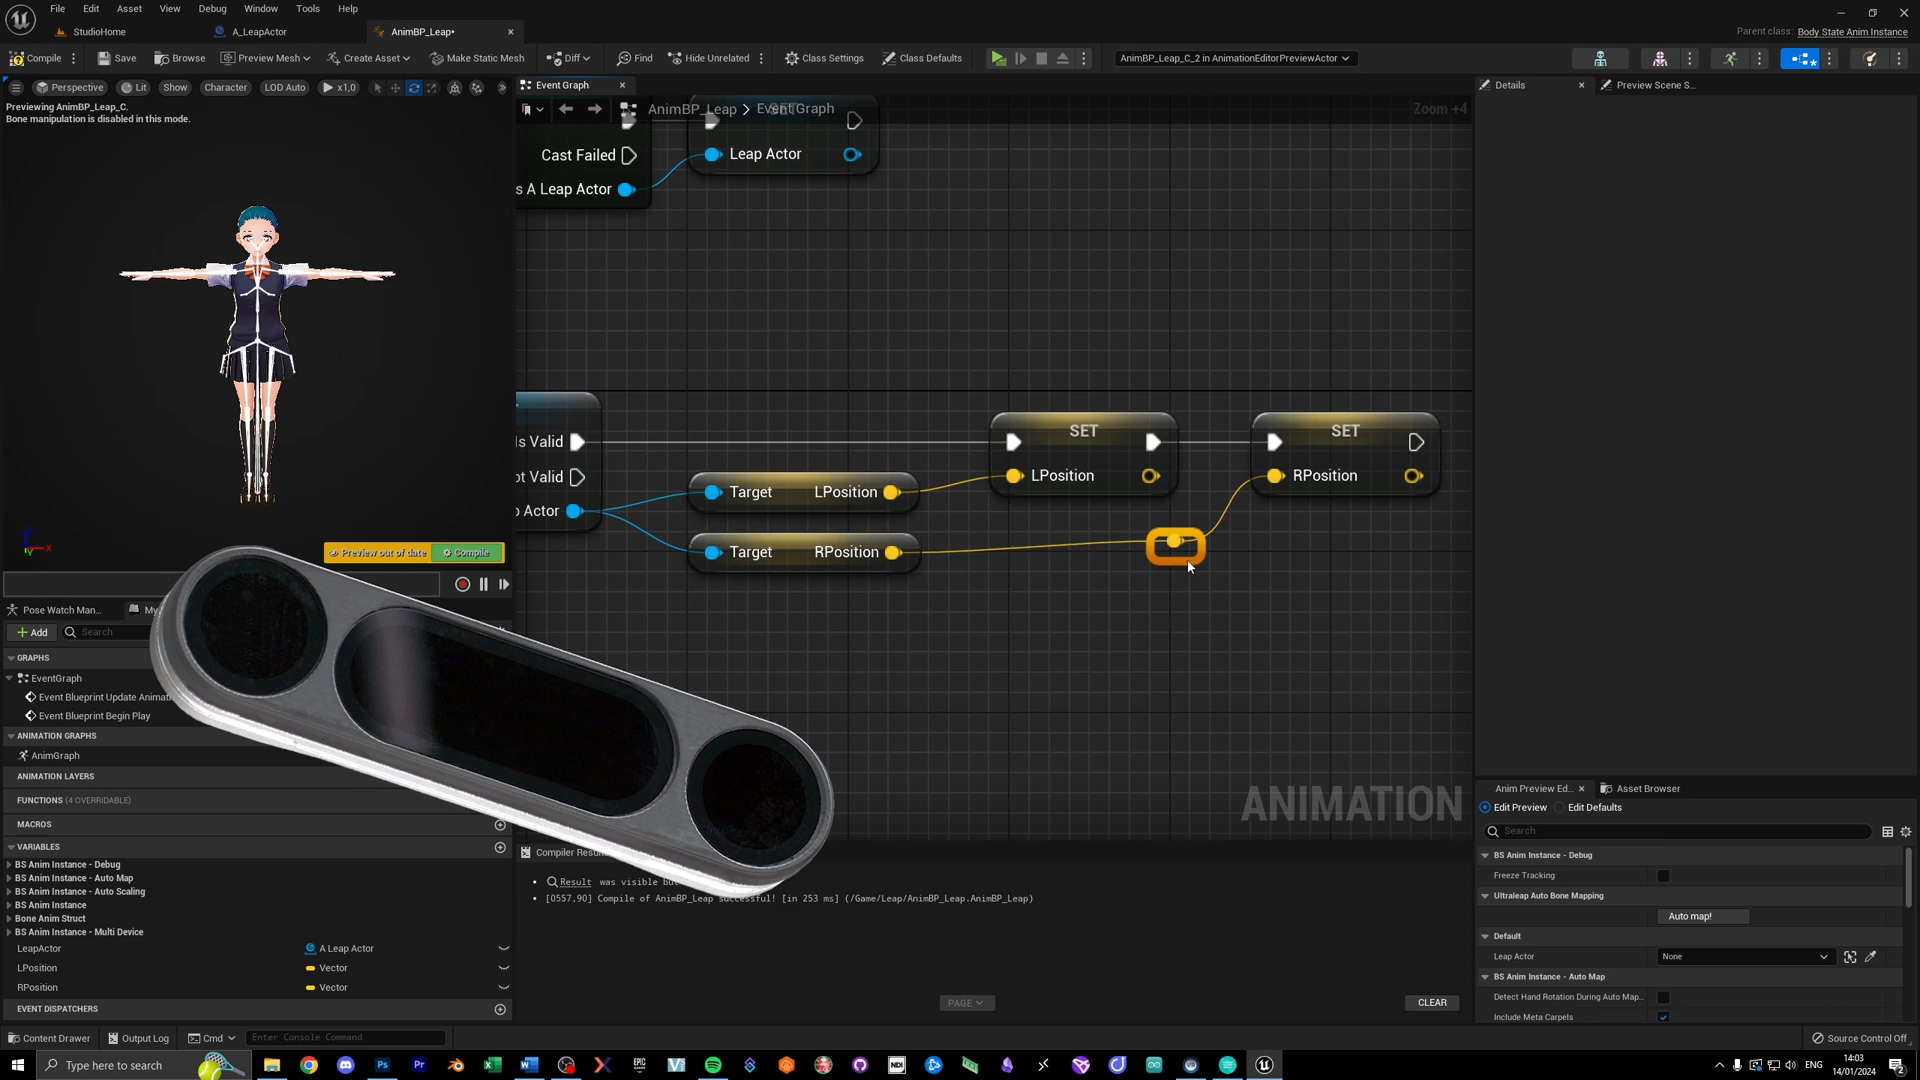 File Edit Asset View Debug Window Tools Help
StudioHome A_LeapActor AnimBP_Leap* Parent class: Body State Anim Instance
Compile Save Browse Preview Mesh Create Asset Make Static Mesh Diff Find Hide Unrelated Class Settings Class Defaults AnimBP_Leap_C_2 in AnimationEditorPreviewActor
Perspective Lit Show Character LOD Auto x1,0
Previewing AnimBP_Leap_C.
Bone manipulation is disabled in this mode.
Preview out of date Compile
Event Graph
AnimBP_Leap > EventGraph Zoom +4
Cast Failed
s A Leap Actor
Leap Actor
Is Valid
ot Valid
Actor
Target LPosition
Target RPosition
SET
LPosition
SET
RPosition
ANIMATION
Details Preview Scene S...
Pose Watch Man... My
Add Search
GRAPHS
EventGraph
Event Blueprint Update Animat
Event Blueprint Begin Play
ANIMATION GRAPHS
AnimGraph
ANIMATION LAYERS
FUNCTIONS (4 OVERRIDABLE)
MACROS
VARIABLES
BS Anim Instance - Debug
BS Anim Instance - Auto Map
BS Anim Instance - Auto Scaling
BS Anim Instance
Bone Anim Struct
BS Anim Instance - Multi Device
LeapActor A Leap Actor
LPosition Vector
RPosition Vector
EVENT DISPATCHERS
Compiler Resu
Result was visible bu
[0557,90] Compile of AnimBP_Leap successful! [in 253 ms] (/Game/Leap/AnimBP_Leap.AnimBP_Leap)
PAGE CLEAR
Anim Preview Ed... Asset Browser
Edit Preview Edit Defaults
Search
BS Anim Instance - Debug
Freeze Tracking
Ultraleap Auto Bone Mapping
Auto map!
Default
Leap Actor None
BS Anim Instance - Auto Map
Detect Hand Rotation During Auto Map...
Include Meta Carpels
Content Drawer Output Log Cmd Enter Console Command Source Control Off
Type here to search ENG 14:03
14/01/2024